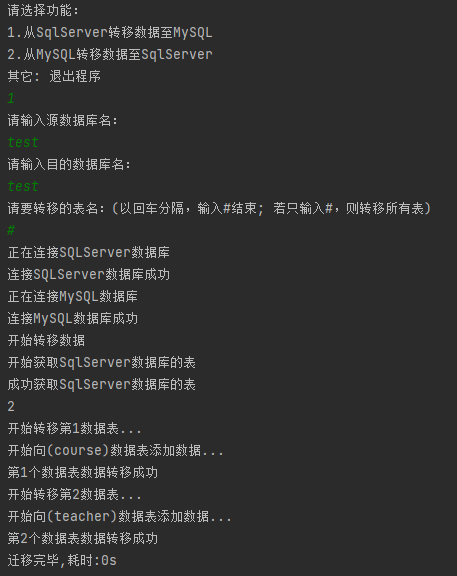 请选择功能:
1.从SqlServer转移数据至MySQL
2.从MySQL转移数据至SqlServer
其它: 退出程序
1
请输入源数据库名:
test
请输入目的数据库名:
test
请要转移的表名: (以回车分隔，输入#结束; 若只输入#，则转移所有表)
#
正在连接SQLServer数据库
连接SQLServer数据库成功
正在连接MySQL数据库
连接MySQL数据库成功
开始转移数据
开始获取SqlServer数据库的表
成功获取SqlServer数据库的表
2
开始转移第1数据表...
开始向(course)数据表添加数据...
第1个数据表数据转移成功
开始转移第2数据表...
开始向(teacher)数据表添加数据...
第2个数据表数据转移成功
迁移完毕,耗时:0s